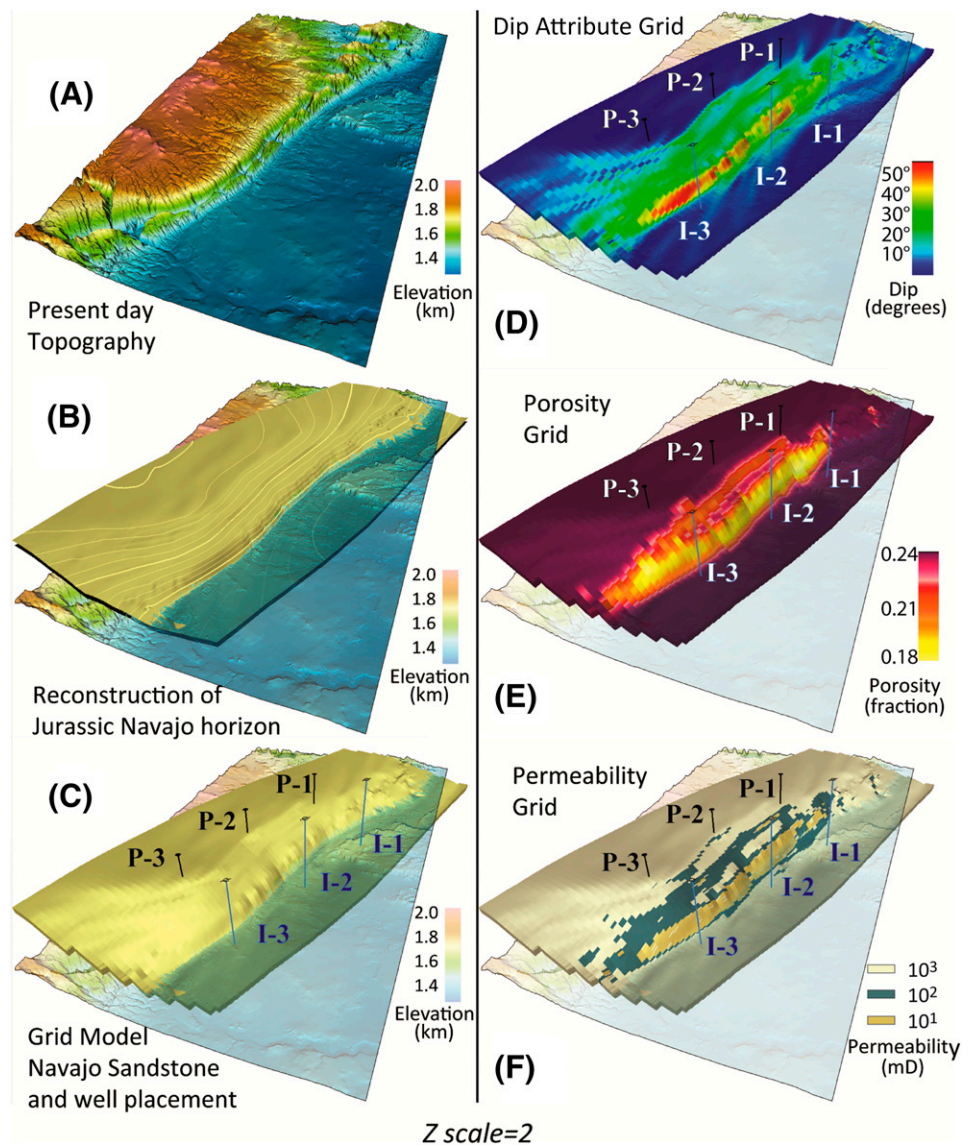 (A)
2.0
1.8
1.6
1.4
Elevation
(km)
Present day
Topography
(B)
2.0
1.8
1.6
1.4
Elevation
(km)
Reconstruction of
Jurassic Navajo horizon
(C)
P-1
P-2
P-3
I-1
I-2
I-3
2.0
1.8
1.6
1.4
Elevation
(km)
Grid Model
Navajo Sandstone
and well placement
Dip Attribute Grid
P-1
P-2
P-3
I-1
I-2
I-3
50°
40°
30°
20°
10°
Dip
(degrees)
(D)
Porosity
Grid
P-1
P-2
P-3
I-1
I-2
I-3
0.24
0.21
0.18
Porosity
(fraction)
(E)
Permeability
Grid
P-1
P-2
P-3
I-1
I-2
I-3
10³
10²
10¹
Permeability
(mD)
(F)
Z scale=2